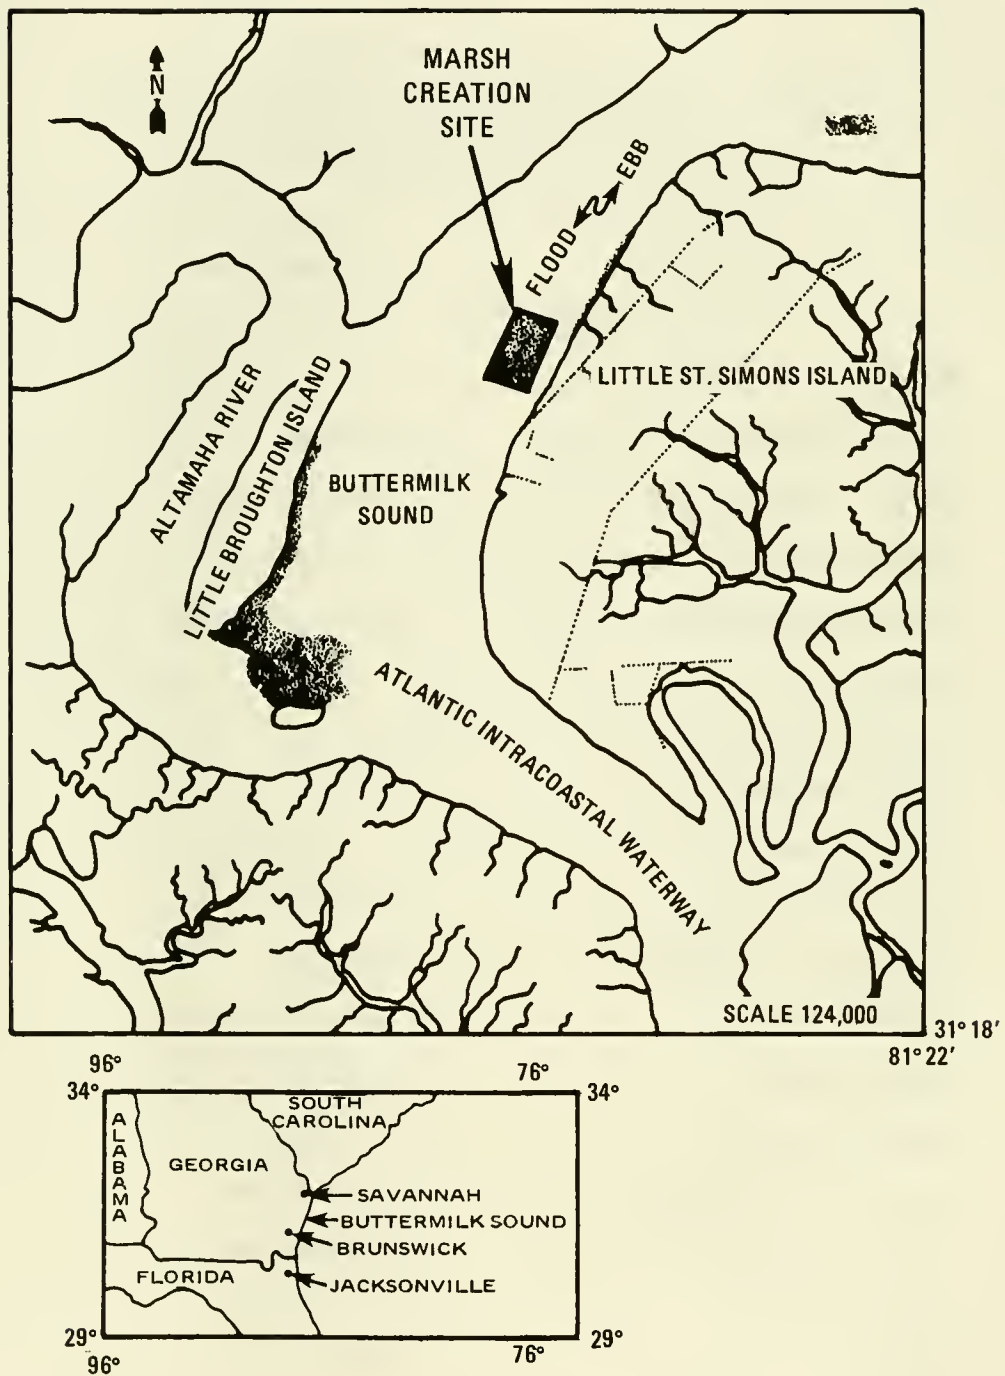 N
MARSH
CREATION
SITE
FLOOD EBB
LITTLE ST. SIMONS ISLAND
ALTAMAHA RIVER
LITTLE BROUGHTON ISLAND
BUTTERMILK
SOUND
ATLANTIC INTRACOASTAL WATERWAY
SCALE 124,000
31° 18'
81° 22'
96° 76°
34° 34°
ALABAMA
GEORGIA
SOUTH
CAROLINA
SAVANNAH
BUTTERMILK SOUND
BRUNSWICK
FLORIDA
JACKSONVILLE
29° 29°
96° 76°